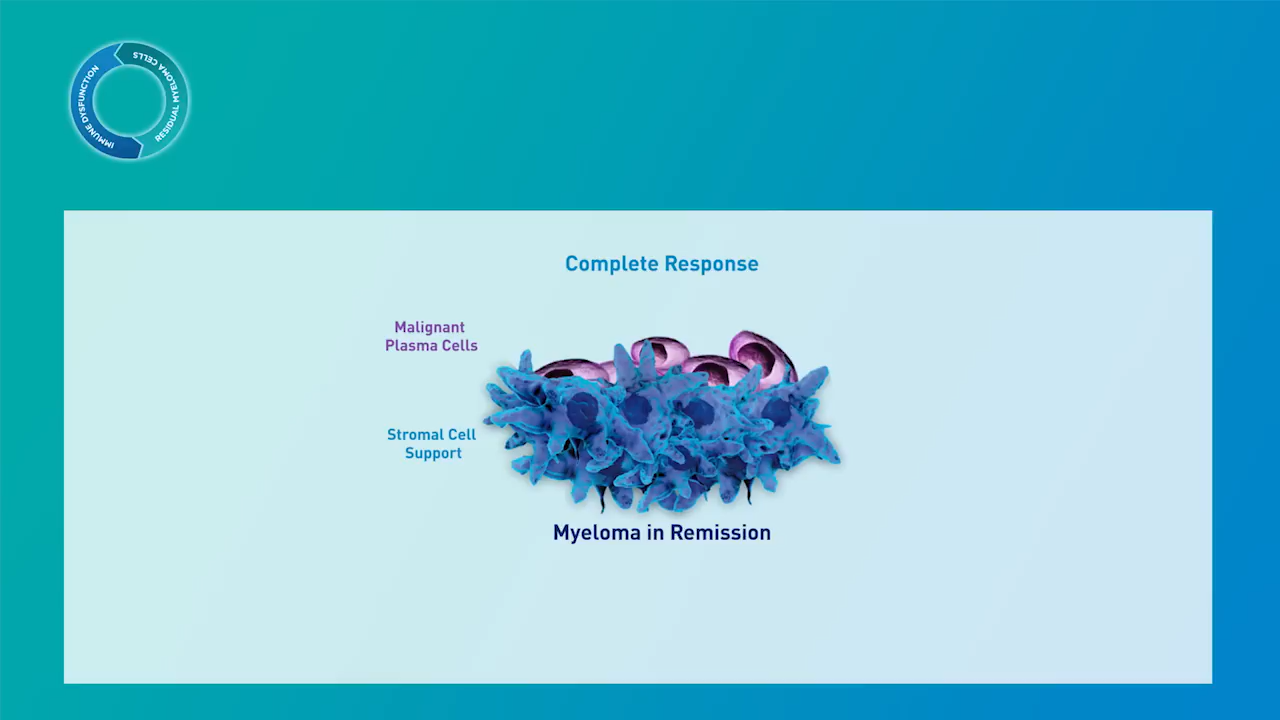 IMMUNE DYSFUNCTION
RESIDUAL MYELOMA CELLS
Complete Response
Malignant
Plasma Cells
Stromal Cell
Support
Myeloma in Remission